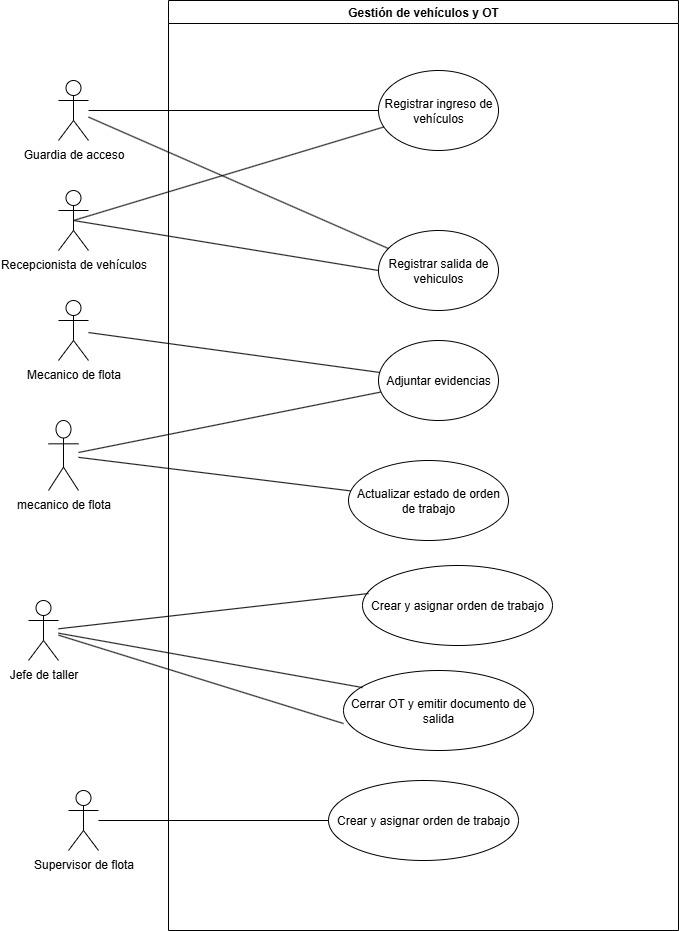 Gestión de vehículos y OT
Registrar ingreso de
vehículos
Guardia de acceso
Recepcionista de vehículos
Registrar salida de
vehiculos
Mecanico de flota
Adjuntar evidencias
mecanico de flota
Actualizar estado de orden
de trabajo
Crear y asignar orden de trabajo
Jefe de taller
Cerrar OT y emitir documento de
salida
Crear y asignar orden de trabajo
Supervisor de flota